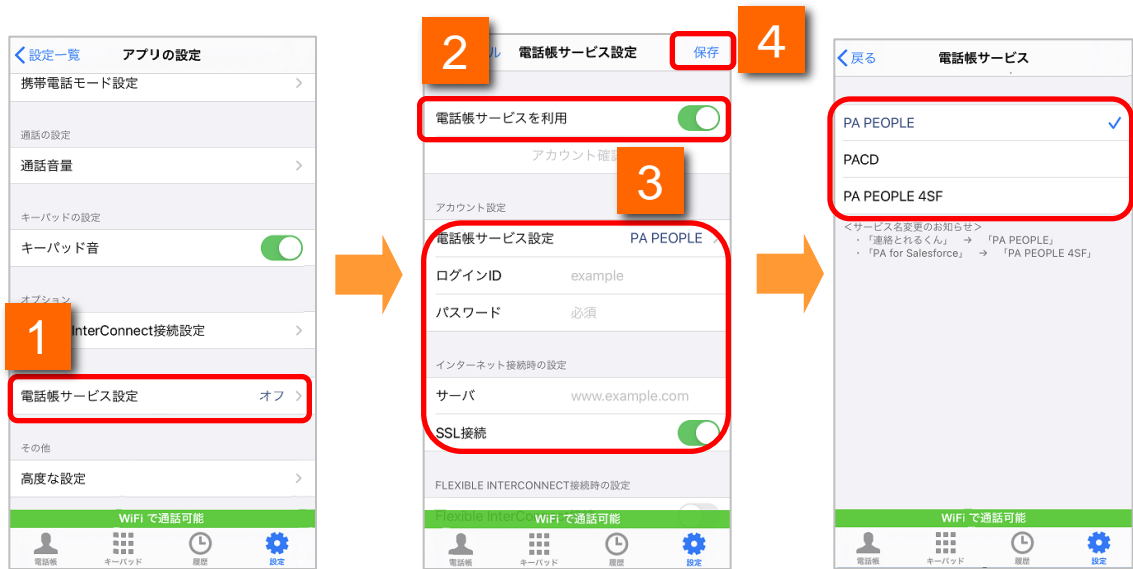 1
設定一覧 アプリの設定
携帯電話モード設定
通話の設定
通話音量
キーパッドの設定
キーパッド音
オプション
InterConnect接続設定
電話帳サービス設定 オフ
その他
高度な設定
WiFi で通話可能
電話帳 キーパッド 履歴 設定
2
3
4
ル 電話帳サービス設定 保存
電話帳サービスを利用
アカウント確
アカウント設定
電話帳サービス設定 PA PEOPLE
ログインID example
パスワード 必須
インターネット接続時の設定
サーバ www.example.com
SSL接続
FLEXIBLE INTERCONNECT接続時の設定
Flexible InterCo
WiFi で通話可能
電話帳 キーパッド 履歴 設定
戻る 電話帳サービス
PA PEOPLE
PACD
PA PEOPLE 4SF
＜サービス名変更のお知らせ＞
・「連絡とれるくん」 → 「PA PEOPLE」
・「PA for Salesforce」 → 「PA PEOPLE 4SF」
WiFi で通話可能
電話帳 キーパッド 履歴 設定